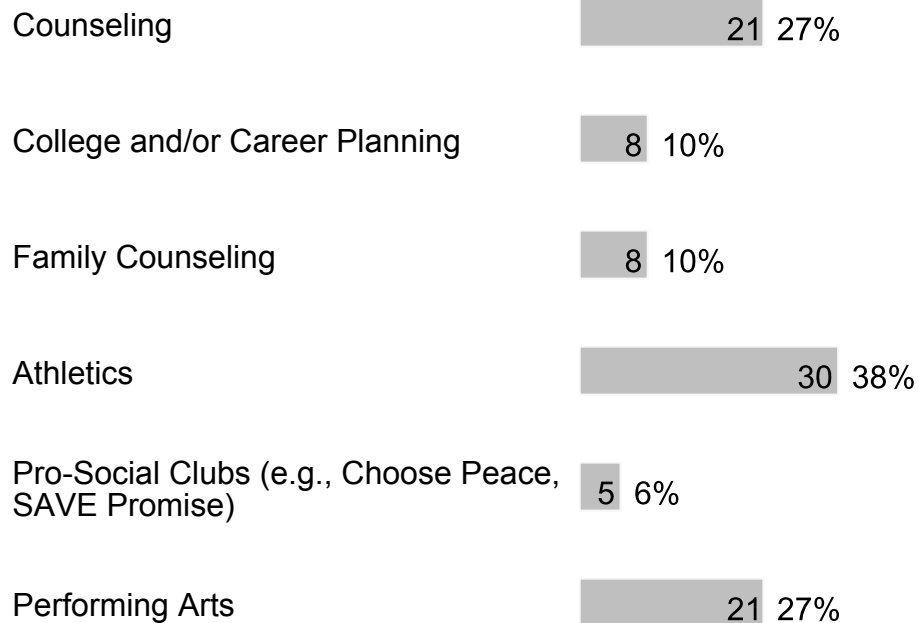 Counseling 21 27%
College and/or Career Planning 8 10%
Family Counseling 8 10%
Athletics 30 38%
Pro-Social Clubs (e.g., Choose Peace,
SAVE Promise) 5 6%
Performing Arts 21 27%